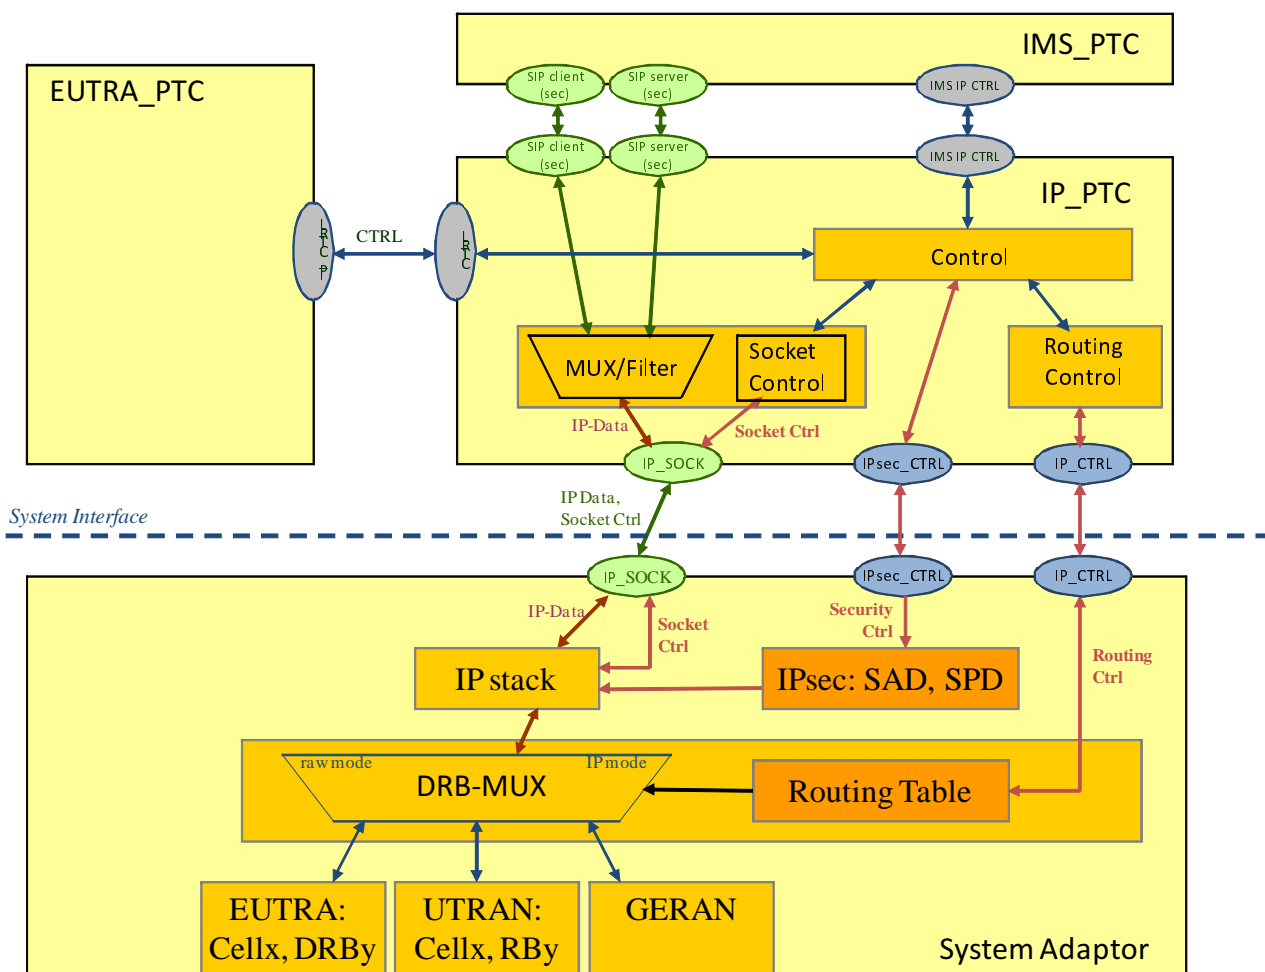 IMS_PTC
EUTRA_PTC
SIP client
(sec)
SIP server
(sec)
IMS IP CTRL
SIP client
(sec)
SIP server
(sec)
IMS IP CTRL
IP_PTC
CTRL
Control
MUX/Filter
Socket
Control
Routing
Control
IP-Data
Socket Ctrl
IP_SOCK
IPsec_CTRL
IP_CTRL
IP Data,
Socket Ctrl
System Interface
IP_SOCK
IPsec_CTRL
IP_CTRL
IP-Data
Socket
Ctrl
Security
Ctrl
Routing
Ctrl
IP stack
IPsec: SAD, SPD
raw mode
IP mode
DRB-MUX
Routing Table
EUTRA:
Cellx, DRBy
UTRAN:
Cellx, RBy
GERAN
System Adaptor